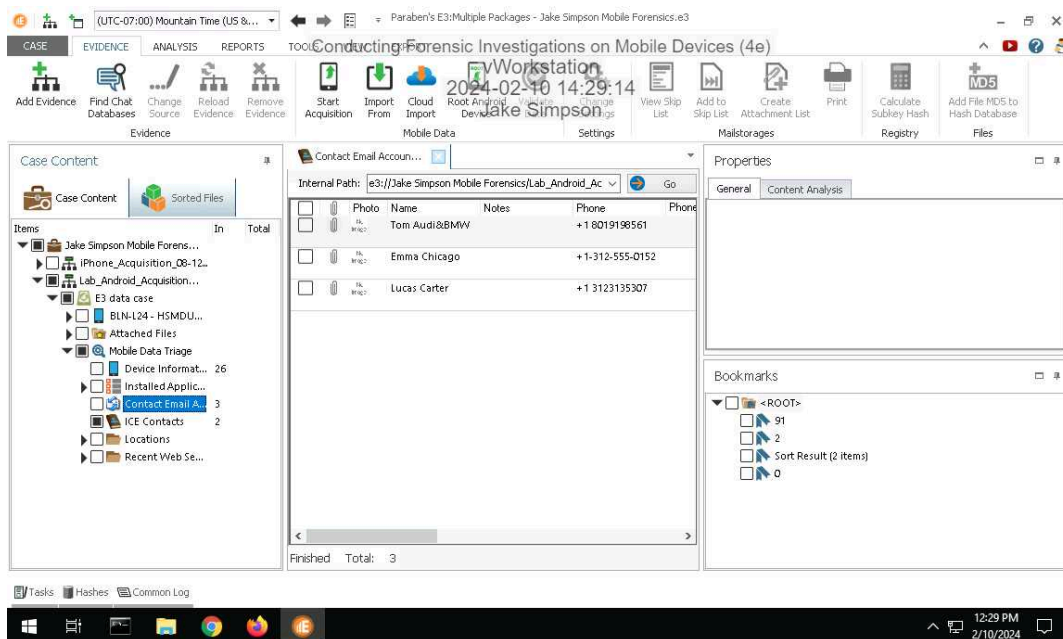 (UTC-07:00) Mountain Time (US &...
Paraben's E3:Multiple Packages - Jake Simpson Mobile Forensics.e3
CASE EVIDENCE ANALYSIS REPORTS TOOLS VIEW EXPORT
Conducting Forensic Investigations on Mobile Devices (4e)
vWorkstation
2024-02-10 14:29:14
Jake Simpson
Add Evidence
Find Chat Databases
Change Source
Reload Evidence
Remove Evidence
Evidence
Start Acquisition
Import From
Cloud Import
Root Android Device
Mobile Data
Change Settings
Settings
View Skip List
Add to Skip List
Create Attachment List
Print
Mailstorages
Calculate Subkey Hash
Registry
MD5
Add File MD5 to Hash Database
Files
Case Content
Case Content
Sorted Files
Items In Total
Jake Simpson Mobile Forens...
iPhone_Acquisition_08-12...
Lab_Android_Acquisition...
E3 data case
BLN-L24 - HSMDU...
Attached Files
Mobile Data Triage
Device Informat... 26
Installed Applic...
Contact Email A... 3
ICE Contacts 2
Locations
Recent Web Se...
Contact Email Accoun...
Internal Path: e3://Jake Simpson Mobile Forensics/Lab_Android_Ac Go
Photo Name Notes Phone Phone
Tom Audi&BMW +1 8019198561
Emma Chicago +1-312-555-0152
Lucas Carter +1 3123135307
Finished Total: 3
Properties
General Content Analysis
Bookmarks
<ROOT>
91
2
Sort Result (2 items)
0
Tasks Hashes Common Log
12:29 PM
2/10/2024